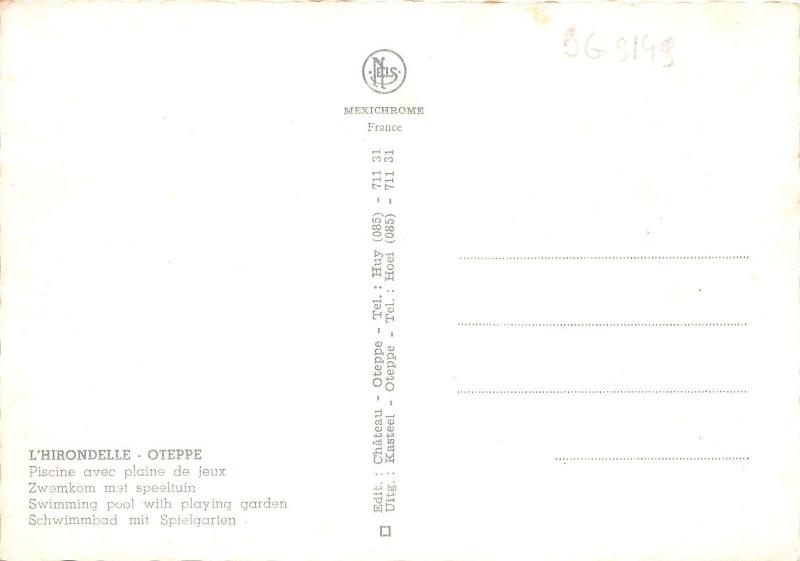 L'HIRONDELLE - OTEPPE
Piscine avec plaine de jeux
Zwemkom met speeltuin
Swimming pool with playing garden
Schwimmbad mit Spielgarten
NELS
MEXICHROME
France
Edit. : Château - Oteppe - Tel. : Huy (085) - 711 31
Uitg. : Kasteel - Oteppe - Tel. : Hoei (085) - 711 31
BG 5149